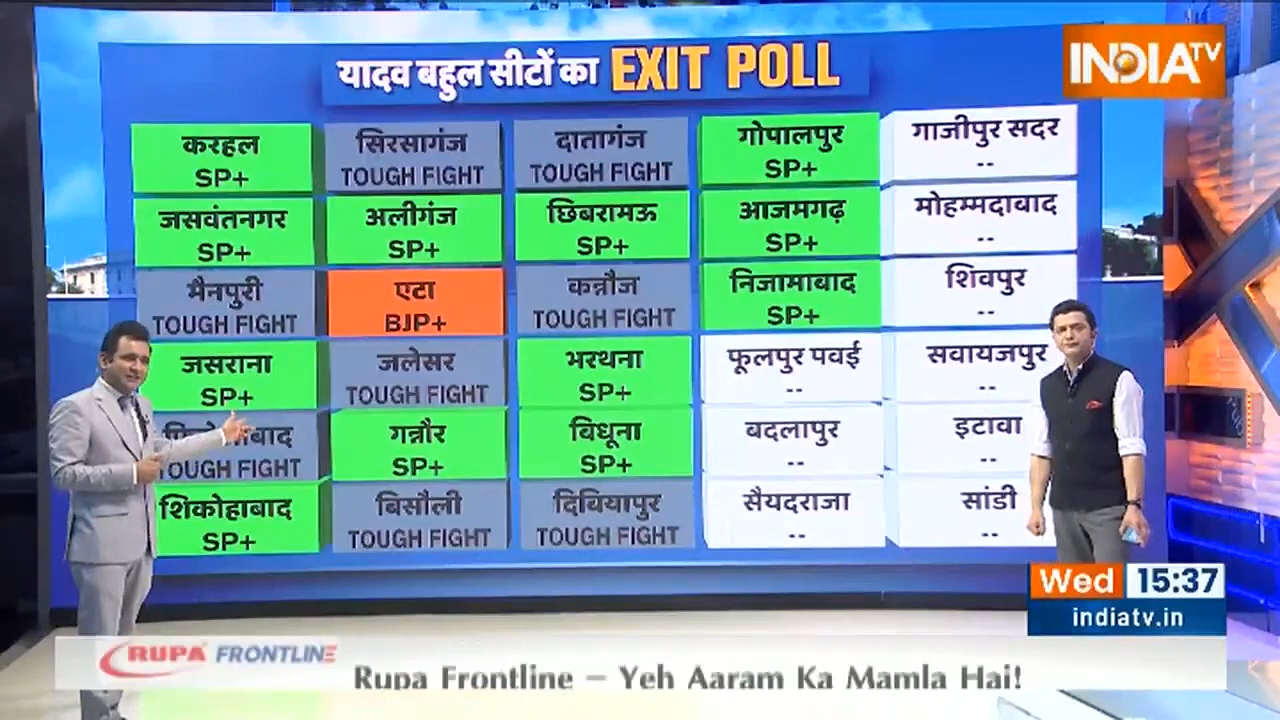 यादव बहुल सीटों का EXIT POLL
INDIA TV
करहल
SP+
सिरसागंज
TOUGH FIGHT
दातागंज
TOUGH FIGHT
गोपालपुर
SP+
गाजीपुर सदर
--
जसवंतनगर
SP+
अलीगंज
SP+
छिबरामऊ
SP+
आजमगढ़
SP+
मोहम्मदाबाद
--
मैनपुरी
TOUGH FIGHT
एटा
BJP+
कन्नौज
TOUGH FIGHT
निजामाबाद
SP+
शिवपुर
--
जसराना
SP+
जलेसर
TOUGH FIGHT
भरथना
SP+
फूलपुर पवई
--
सवायजपुर
--
TOUGH FIGHT
गन्नौर
SP+
बिधूना
SP+
बदलापुर
--
इटावा
--
शिकोहाबाद
SP+
बिसौली
TOUGH FIGHT
दिबियापुर
TOUGH FIGHT
सैयदराजा
--
सांडी
--
Wed 15:37
indiatv.in
RUPA FRONTLINE
Rupa Frontline – Yeh Aaram Ka Mamla Hai!